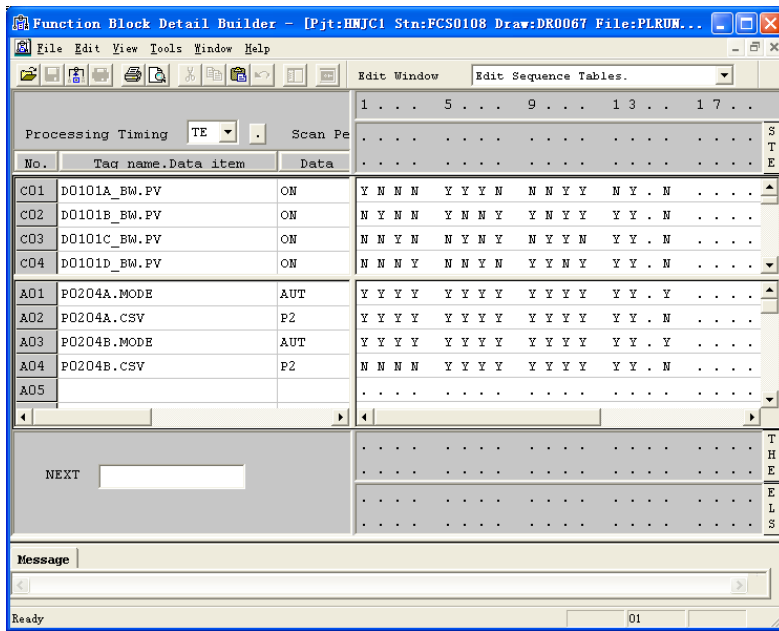 Function Block Detail Builder - [Pjt:HNJC1 Stn:FCS0108 Draw:DR0067 File:PLRUN...
File Edit View Tools Window Help
Edit Window Edit Sequence Tables.
1 . . . 5 . . . 9 . . . 1 3 . . 1 7 . .
Processing Timing TE . Scan Pe . . . . . . . . . . . . . . . . . . . . STE
No. Tag name.Data item Data . . . . . . . . . . . . . . . . . . . .
C01 D0101A_BW.PV ON Y N N N Y Y Y N N N Y Y N Y . N . . . .
C02 D0101B_BW.PV ON N Y N N Y N N Y Y N Y Y Y Y . N . . . .
C03 D0101C_BW.PV ON N N Y N N Y N Y N Y Y N Y Y . N . . . .
C04 D0101D_BW.PV ON N N N Y N N Y N Y Y N Y Y Y . N . . . .
A01 P0204A.MODE AUT Y Y Y Y Y Y Y Y Y Y Y Y Y Y . Y . . . .
A02 P0204A.CSV P2 Y Y Y Y Y Y Y Y Y Y Y Y Y Y . N . . . .
A03 P0204B.MODE AUT Y Y Y Y Y Y Y Y Y Y Y Y Y Y . Y . . . .
A04 P0204B.CSV P2 N N N N Y Y Y Y Y Y Y Y Y Y . N . . . .
A05 . . . . . . . . . . . . . . . . . . . .
. . . . . . . . . . . . . . . . . . . . THE
NEXT . . . . . . . . . . . . . . . . . . . .
. . . . . . . . . . . . . . . . . . . . ELS
. . . . . . . . . . . . . . . . . . . .
Message
Ready 01